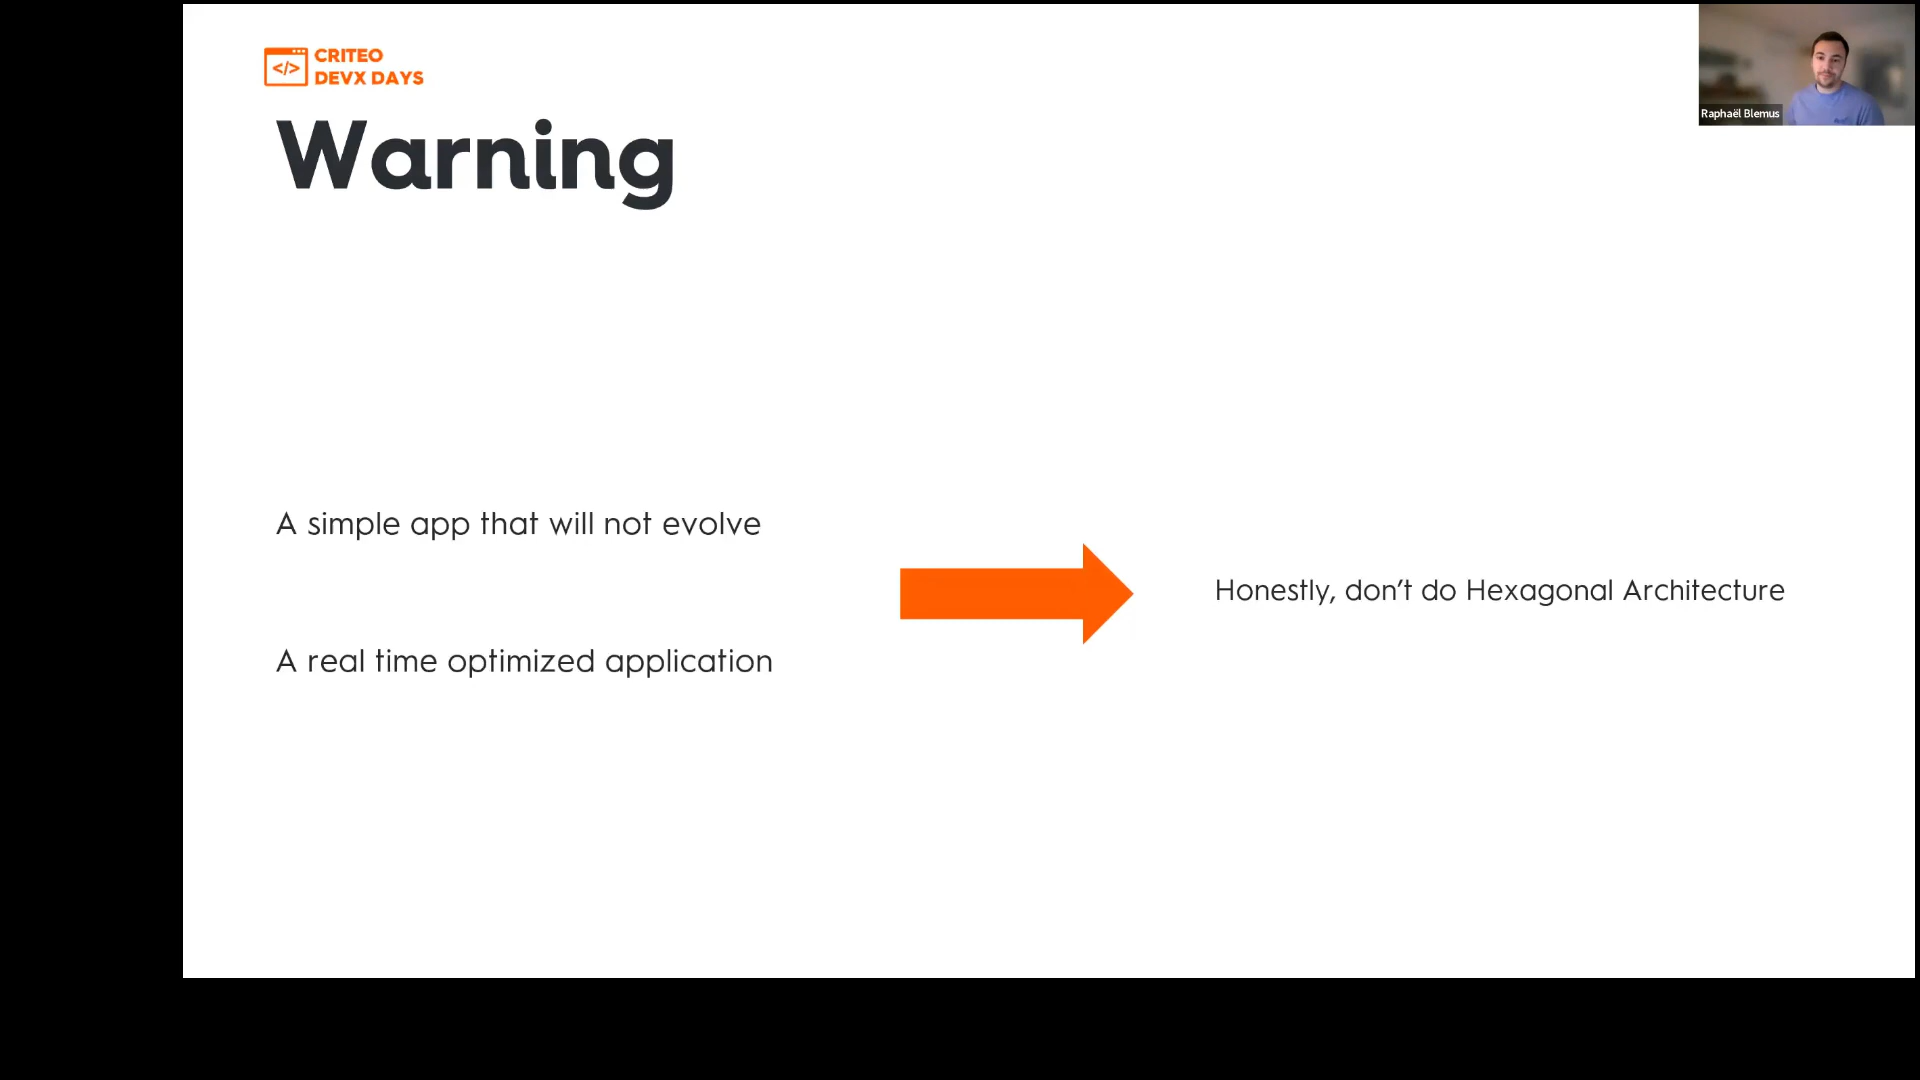 CRITEO
DEVX DAYS
Warning
Raphaël Blemus
A simple app that will not evolve
Honestly, don't do Hexagonal Architecture
A real time optimized application